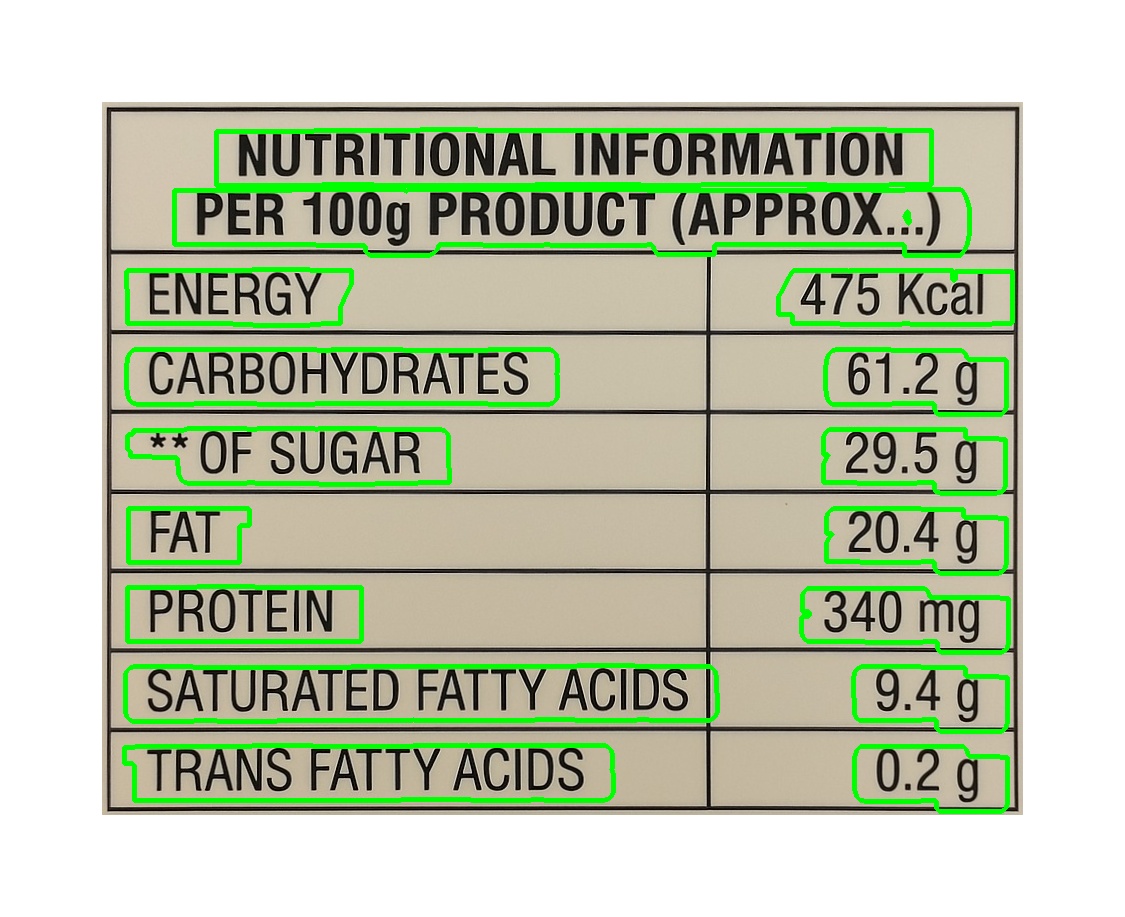 NUTRITIONAL INFORMATION
PER 100g PRODUCT (APPROX...)
ENERGY 475 Kcal
CARBOHYDRATES 61.2 g
** OF SUGAR 29.5 g
FAT 20.4 g
PROTEIN 340 mg
SATURATED FATTY ACIDS 9.4 g
TRANS FATTY ACIDS 0.2 g